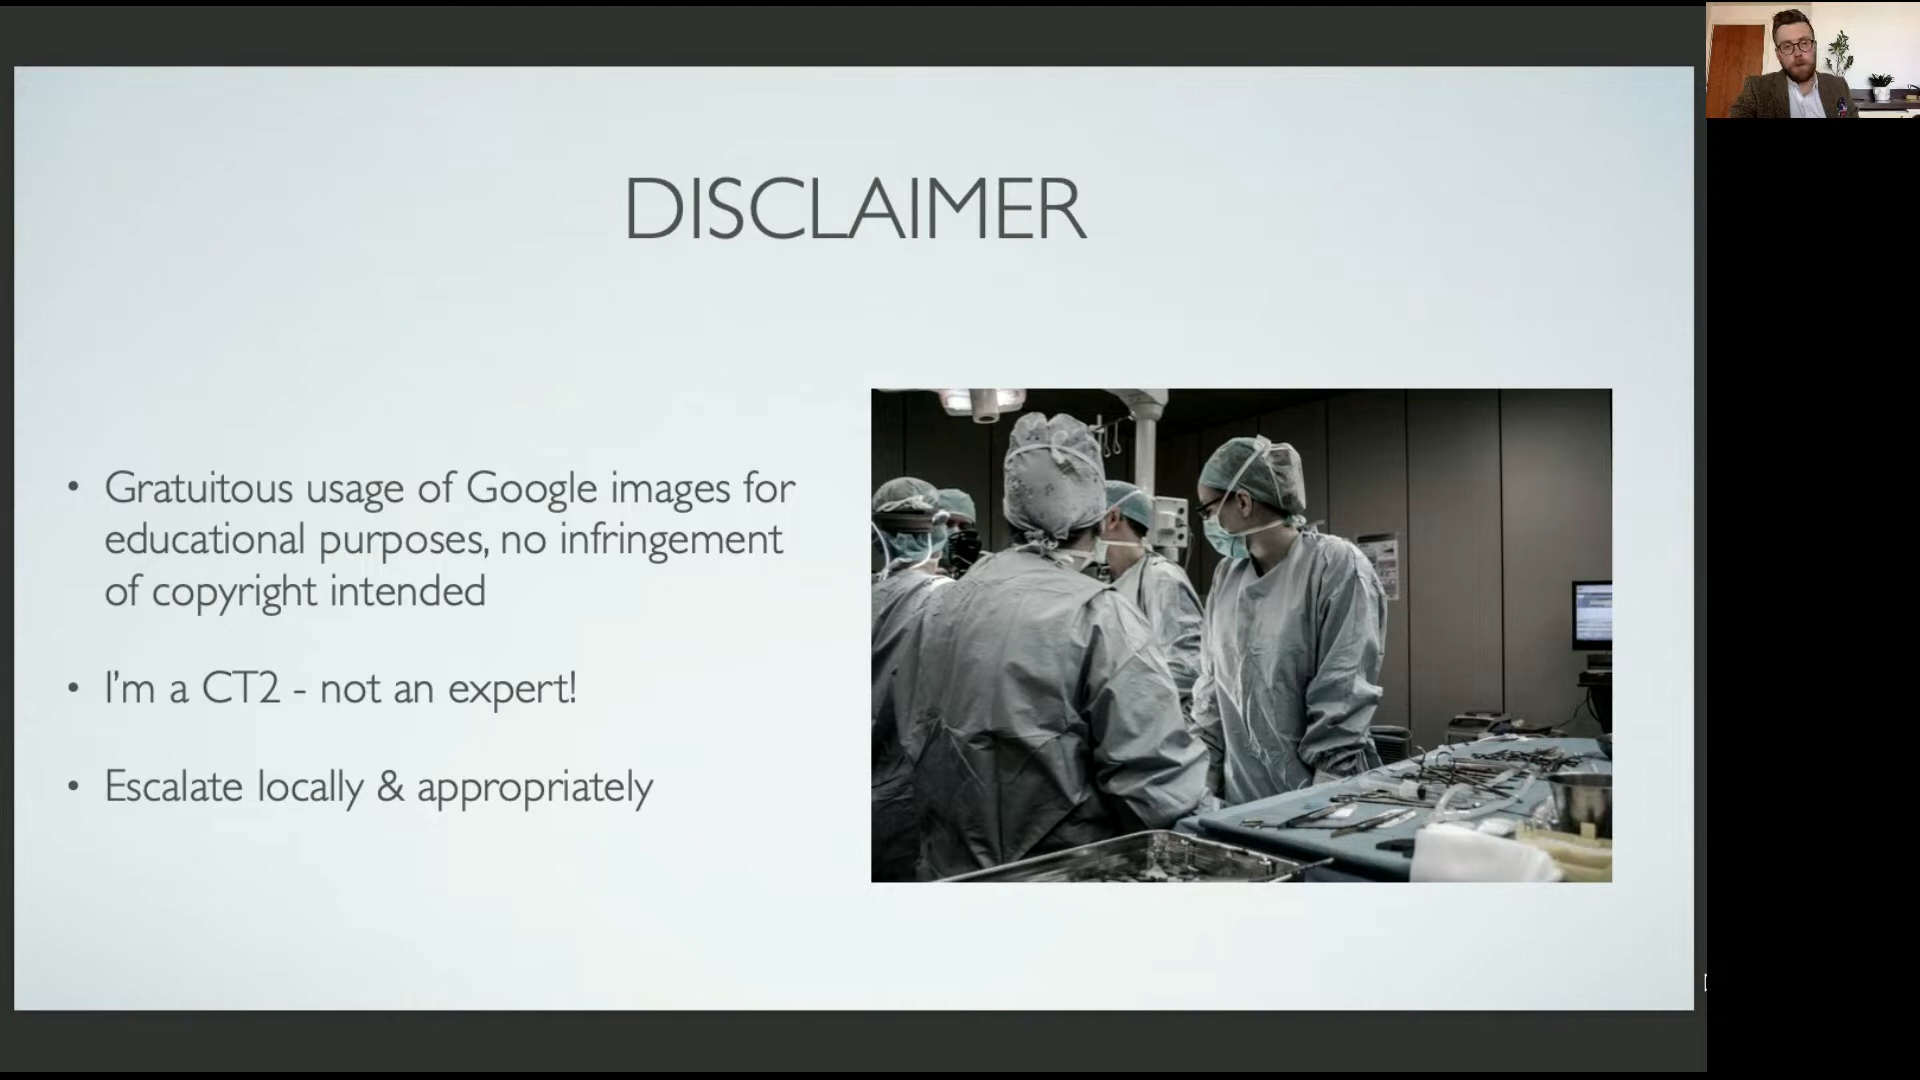 DISCLAIMER
• Gratuitous usage of Google images for
educational purposes, no infringement
of copyright intended
• I'm a CT2 - not an expert!
• Escalate locally & appropriately